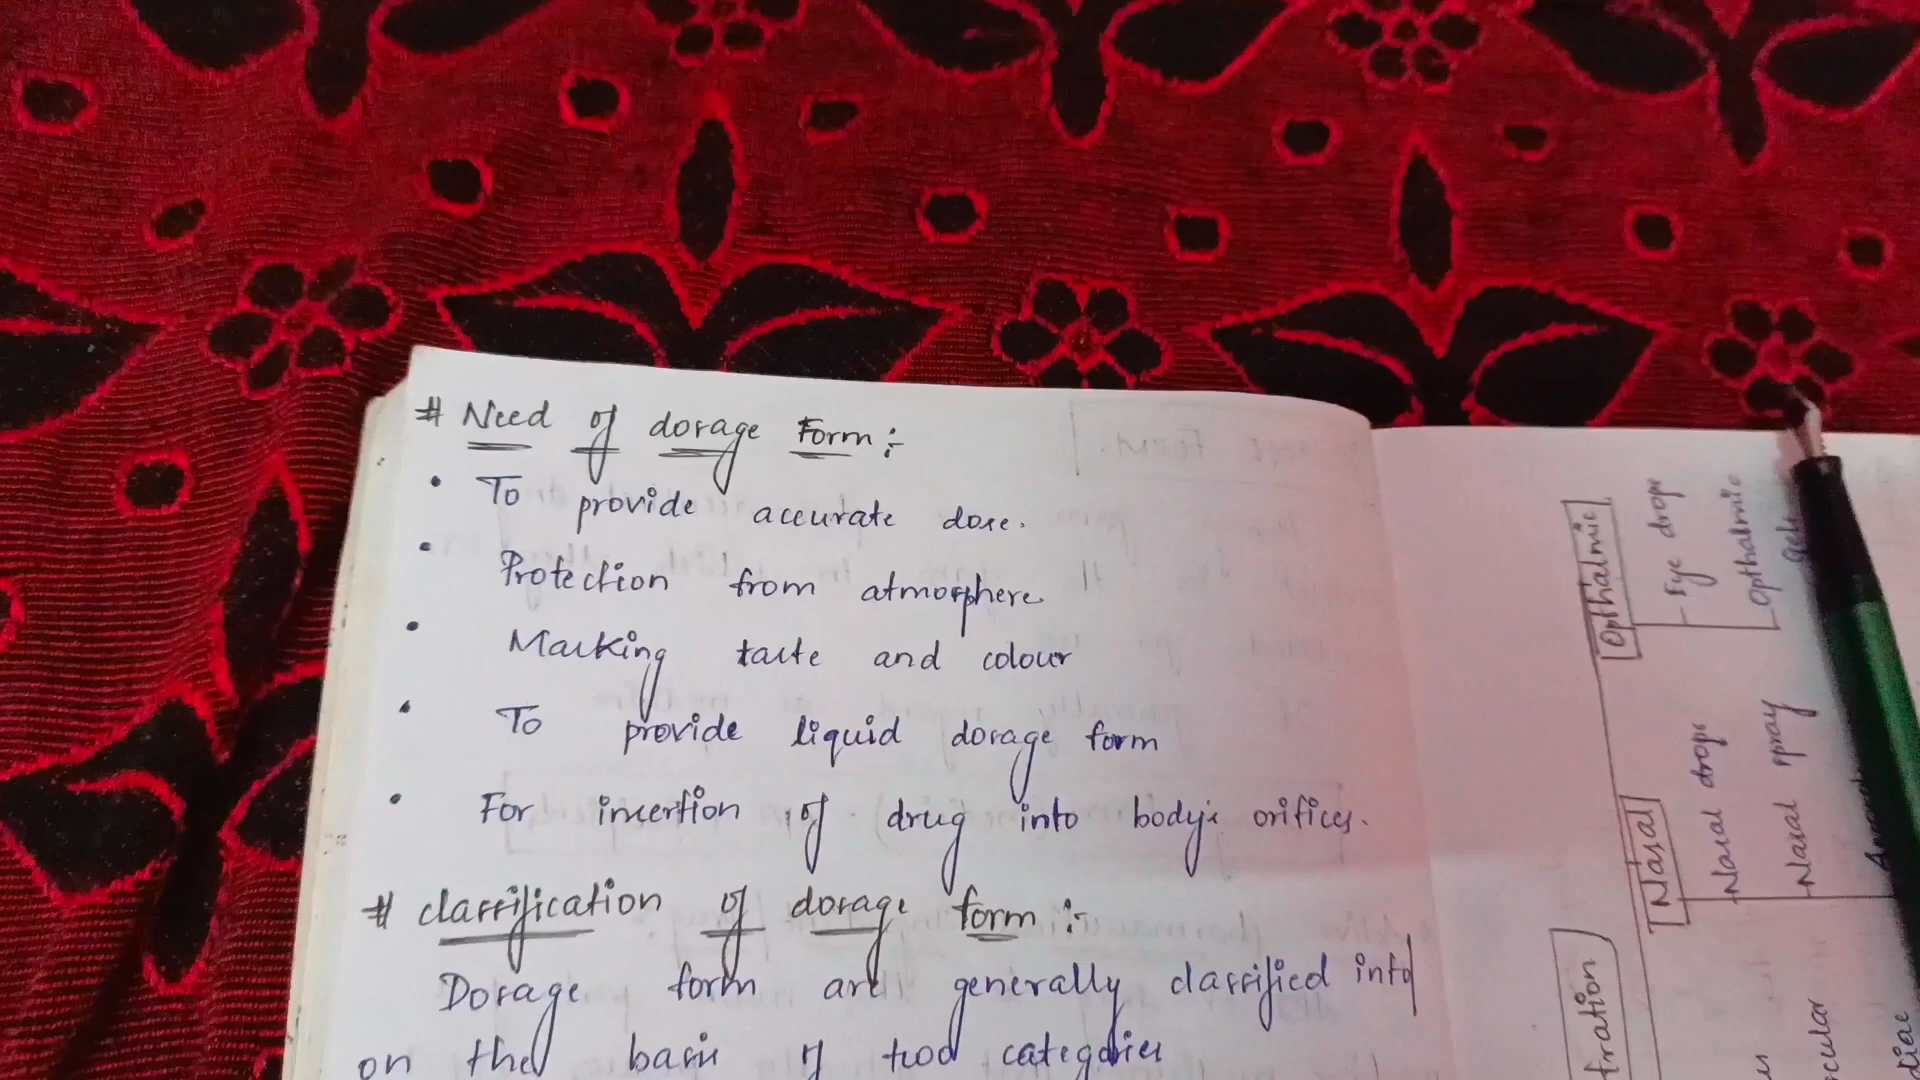 # Need of dosage Form :-
• To provide accurate dose.
• Protection from atmosphere
• Masking taste and colour
• To provide liquid dosage form
• For insertion of drug into body's orifices.
# classification of dosage form :-
Dosage form are generally classified into
on the basis of two categories
Opthalmic
Eye drops
Opthalmic
gels
Nasal
Nasal drops
Nasal spray